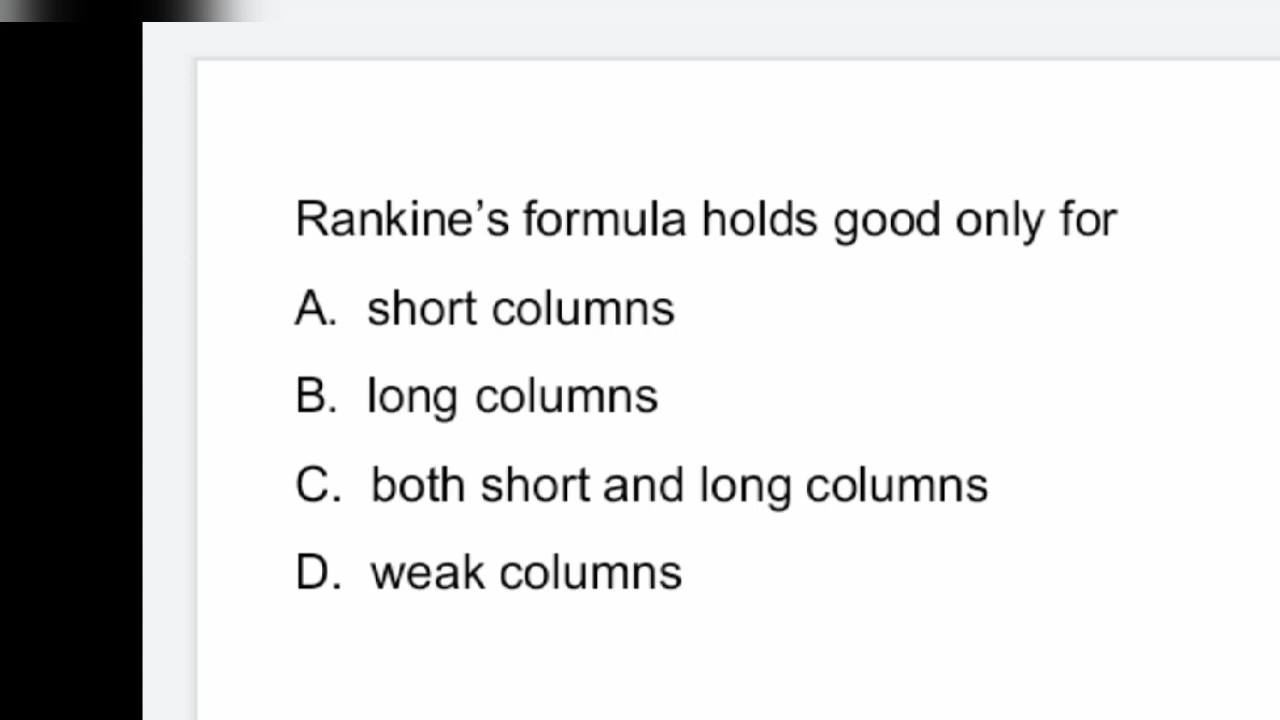 Rankine’s formula holds good only for
A. short columns
B. long columns
C. both short and long columns
D. weak columns